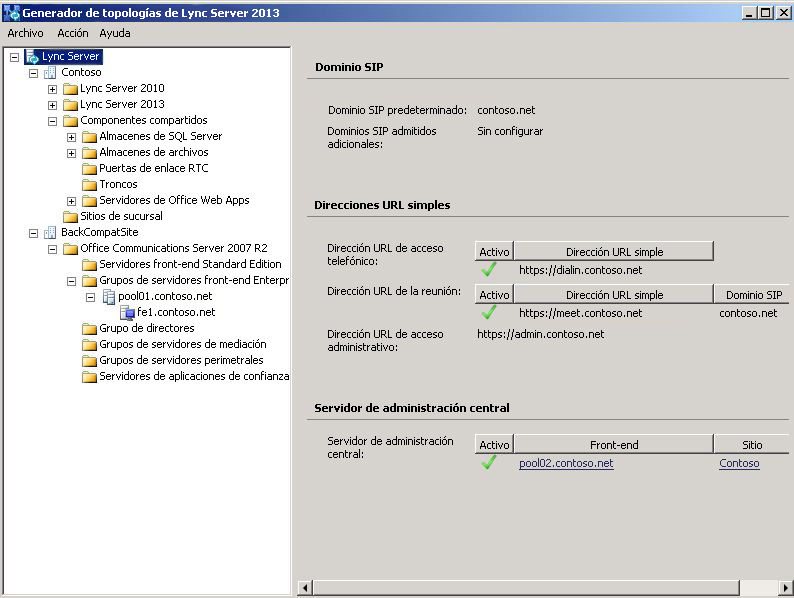 Generador de topologías de Lync Server 2013
Archivo Acción Ayuda
Lync Server
Contoso
Lync Server 2010
Lync Server 2013
Componentes compartidos
Almacenes de SQL Server
Almacenes de archivos
Puertas de enlace RTC
Troncos
Servidores de Office Web Apps
Sitios de sucursal
BackCompatSite
Office Communications Server 2007 R2
Servidores front-end Standard Edition
Grupos de servidores front-end Enterpr
pool01.contoso.net
fe1.contoso.net
Grupo de directores
Grupos de servidores de mediación
Grupos de servidores perimetrales
Servidores de aplicaciones de confianza
Dominio SIP
Dominio SIP predeterminado: contoso.net
Dominios SIP admitidos Sin configurar
adicionales:
Direcciones URL simples
Dirección URL de acceso Activo Dirección URL simple
telefónico: https://dialin.contoso.net
Dirección URL de la reunión: Activo Dirección URL simple Dominio SIP
https://meet.contoso.net contoso.net
Dirección URL de acceso https://admin.contoso.net
administrativo:
Servidor de administración central
Servidor de administración Activo Front-end Sitio
central: pool02.contoso.net Contoso